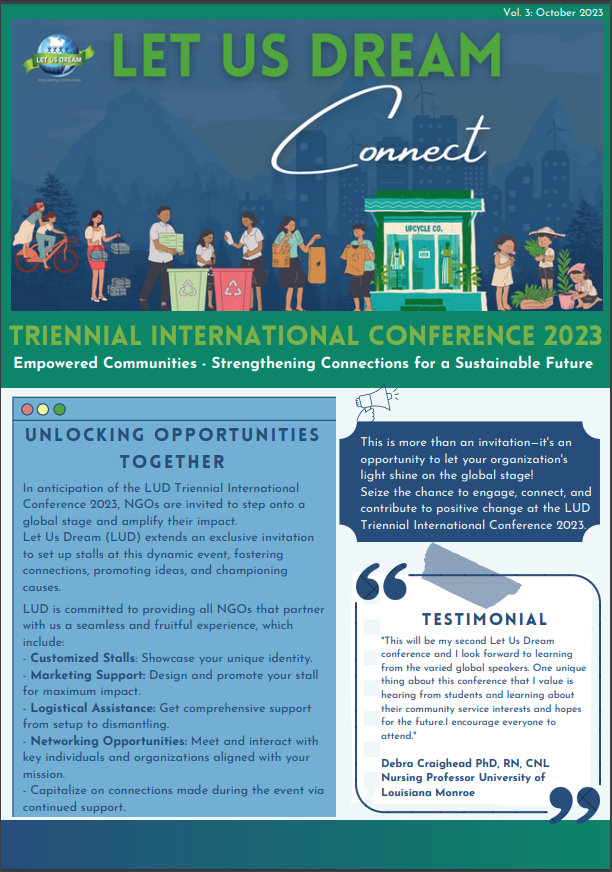 Vol. 3: October 2023
LET US DREAM
LET US DREAM
Connect
UPCYCLE CO.
OPEN
TRIENNIAL INTERNATIONAL CONFERENCE 2023
Empowered Communities - Strengthening Connections for a Sustainable Future
UNLOCKING OPPORTUNITIES
TOGETHER
In anticipation of the LUD Triennial International
Conference 2023, NGOs are invited to step onto a
global stage and amplify their impact.
Let Us Dream (LUD) extends an exclusive invitation
to set up stalls at this dynamic event, fostering
connections, promoting ideas, and championing
causes.
LUD is committed to providing all NGOs that partner
with us a seamless and fruitful experience, which
include:
- Customized Stalls: Showcase your unique identity.
- Marketing Support: Design and promote your stall
for maximum impact.
- Logistical Assistance: Get comprehensive support
from setup to dismantling.
- Networking Opportunities: Meet and interact with
key individuals and organizations aligned with your
mission.
- Capitalize on connections made during the event via
continued support.
This is more than an invitation—it's an
opportunity to let your organization's
light shine on the global stage!
Seize the chance to engage, connect, and
contribute to positive change at the LUD
Triennial International Conference 2023.
TESTIMONIAL
"This will be my second Let Us Dream
conference and I look forward to learning
from the varied global speakers. One unique
thing about this conference that I value is
hearing from students and learning about
their community service interests and hopes
for the future.I encourage everyone to
attend."
Debra Craighead PhD, RN, CNL
Nursing Professor University of
Louisiana Monroe